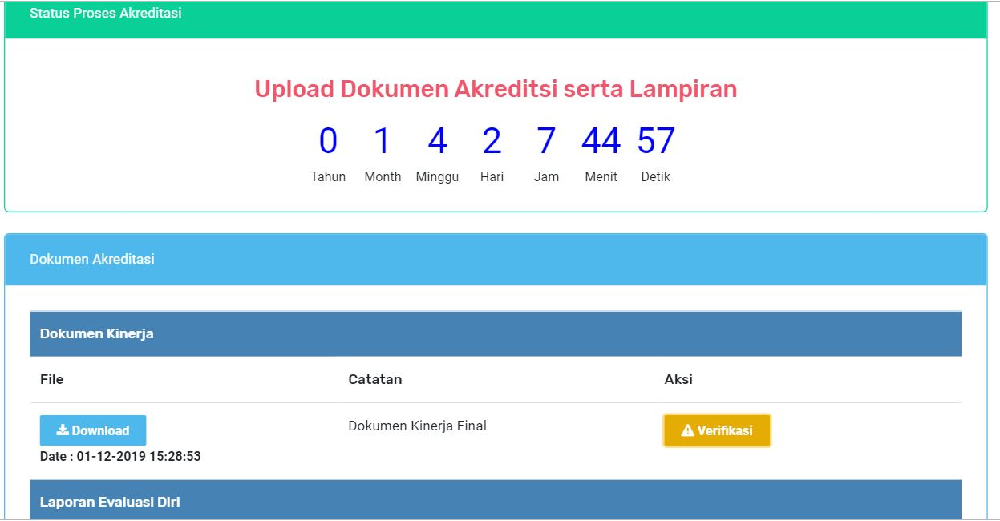 Status Proses Akreditasi
Upload Dokumen Akreditsi serta Lampiran
0 1 4 2 7 44 57
Tahun Month Minggu Hari Jam Menit Detik
Dokumen Akreditasi
Dokumen Kinerja
File Catatan Aksi
Download Dokumen Kinerja Final Verifikasi
Date : 01-12-2019 15:28:53
Laporan Evaluasi Diri